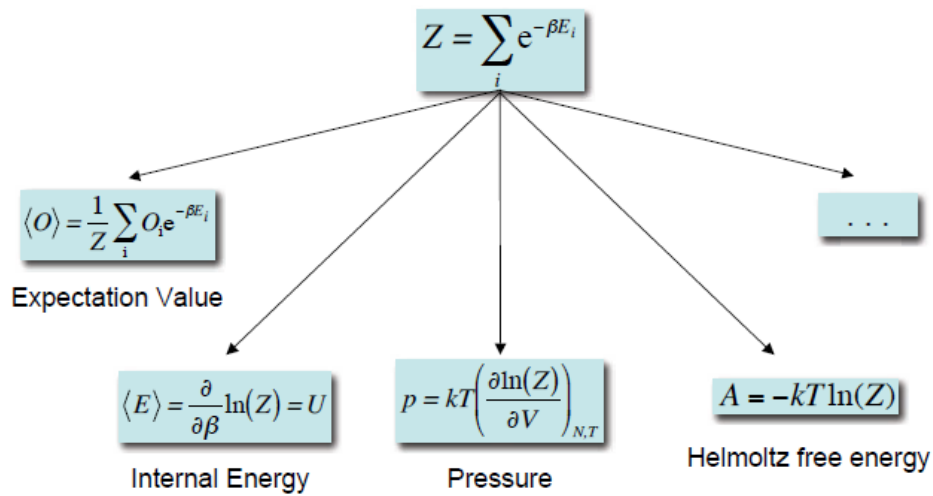 Z = ∑_i e^{−βE_i}
⟨O⟩ = 1/Z ∑_i O_i e^{−βE_i}
. . .
Expectation Value
⟨E⟩ = ∂/∂β ln(Z) = U
p = kT(∂ln(Z)/∂V)_{N,T}
A = −kT ln(Z)
Internal Energy
Pressure
Helmoltz free energy